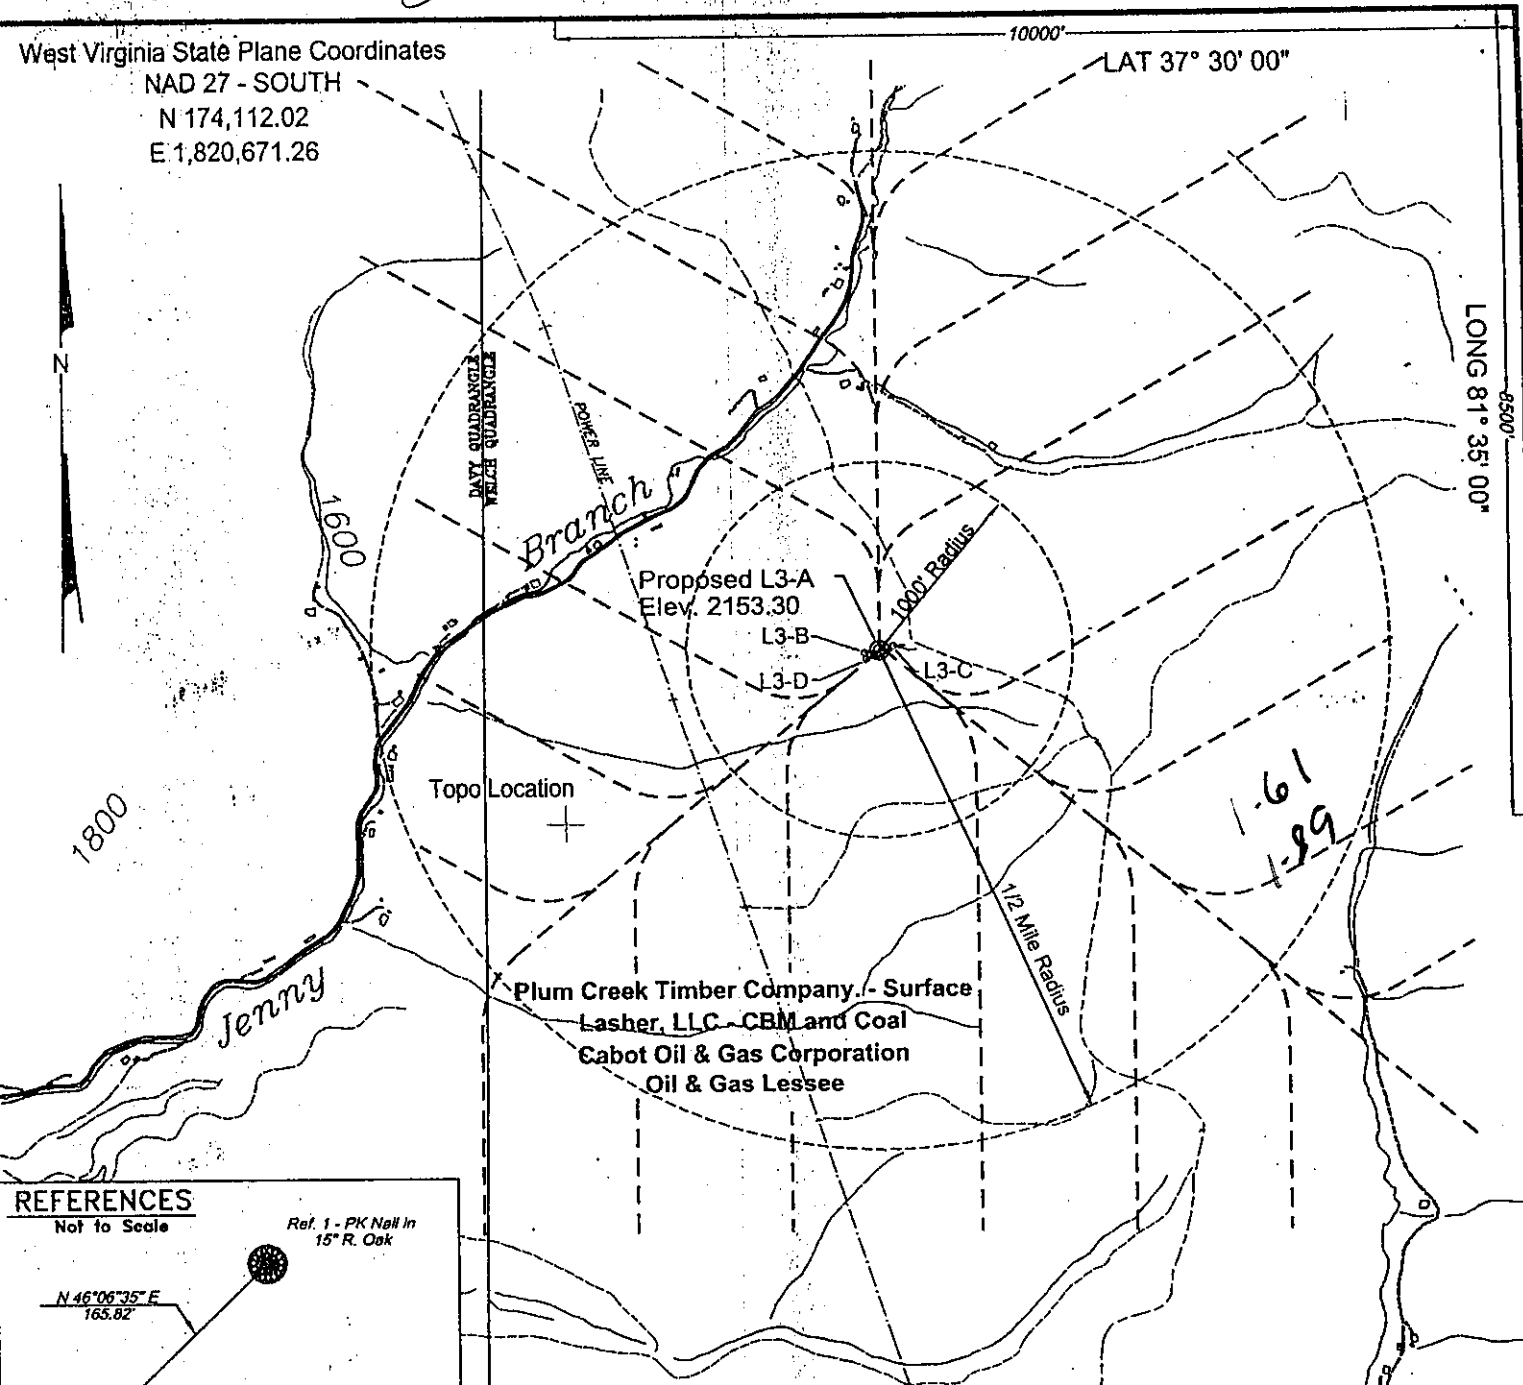 West Virginia State Plane Coordinates
NAD 27 - SOUTH
N 174,112.02
E 1,820,671.26
10000'
LAT 37° 30' 00"
LONG 81° 35' 00"
8500'
N
DAVY QUADRANGLE
WELCH QUADRANGLE
POWER LINE
1600
Branch
Proposed L3-A
Elev. 2153.30
1000' Radius
L3-B
L3-D
L3-C
Topo Location
1800
1.61
1.89
1/2 Mile Radius
Jenny
Plum Creek Timber Company. - Surface
Lasher, LLC - CBM and Coal
Cabot Oil & Gas Corporation
Oil & Gas Lessee
REFERENCES
Not to Scale
Ref. 1 - PK Nail in
15" R. Oak
N 46°06'35" E
165.82'